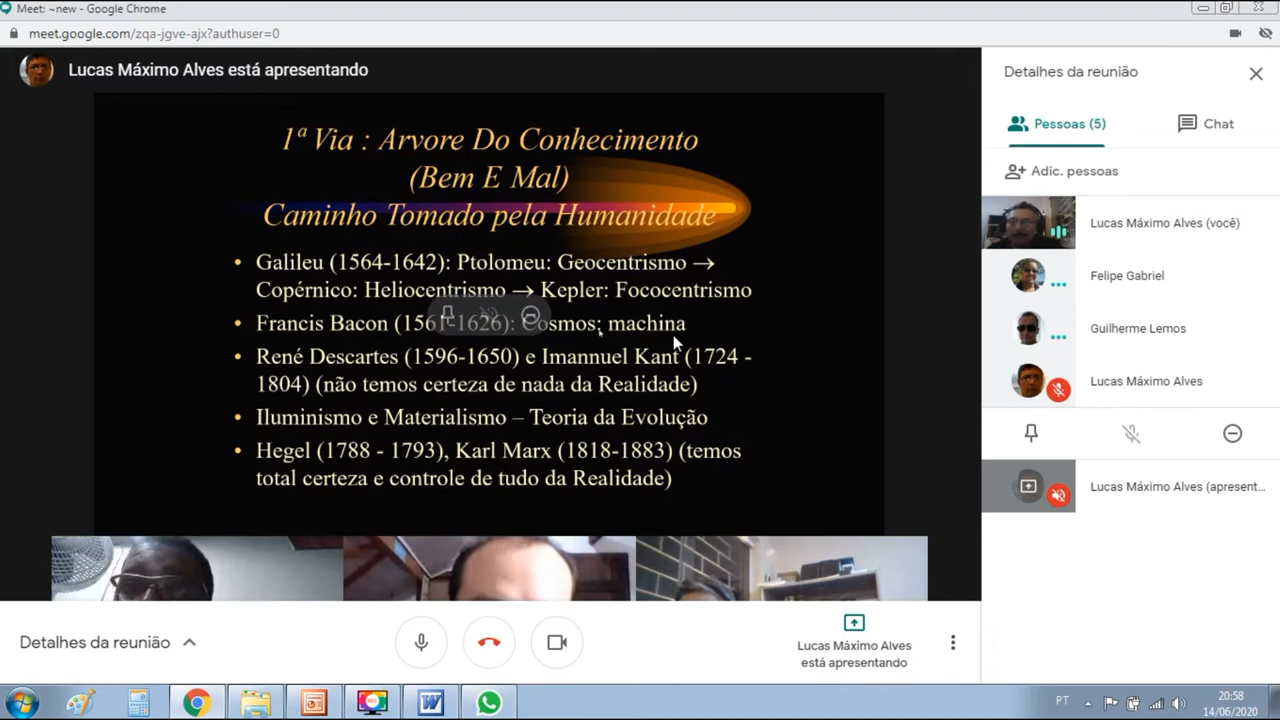 Meet: ~new - Google Chrome
meet.google.com/zqa-jgve-ajx?authuser=0
Lucas Máximo Alves está apresentando
1ª Via : Arvore Do Conhecimento
(Bem E Mal)
Caminho Tomado pela Humanidade
• Galileu (1564-1642): Ptolomeu: Geocentrismo →
Copérnico: Heliocentrismo → Kepler: Fococentrismo
• Francis Bacon (1561-1626): Cosmos: machina
• René Descartes (1596-1650) e Imannuel Kant (1724 -
1804) (não temos certeza de nada da Realidade)
• Iluminismo e Materialismo – Teoria da Evolução
• Hegel (1788 - 1793), Karl Marx (1818-1883) (temos
total certeza e controle de tudo da Realidade)
Detalhes da reunião
Pessoas (5)
Chat
Adic. pessoas
Lucas Máximo Alves (você)
Felipe Gabriel
Guilherme Lemos
Lucas Máximo Alves
Lucas Máximo Alves (apresent...
Detalhes da reunião
Lucas Máximo Alves
está apresentando
PT
20:58
14/06/2020